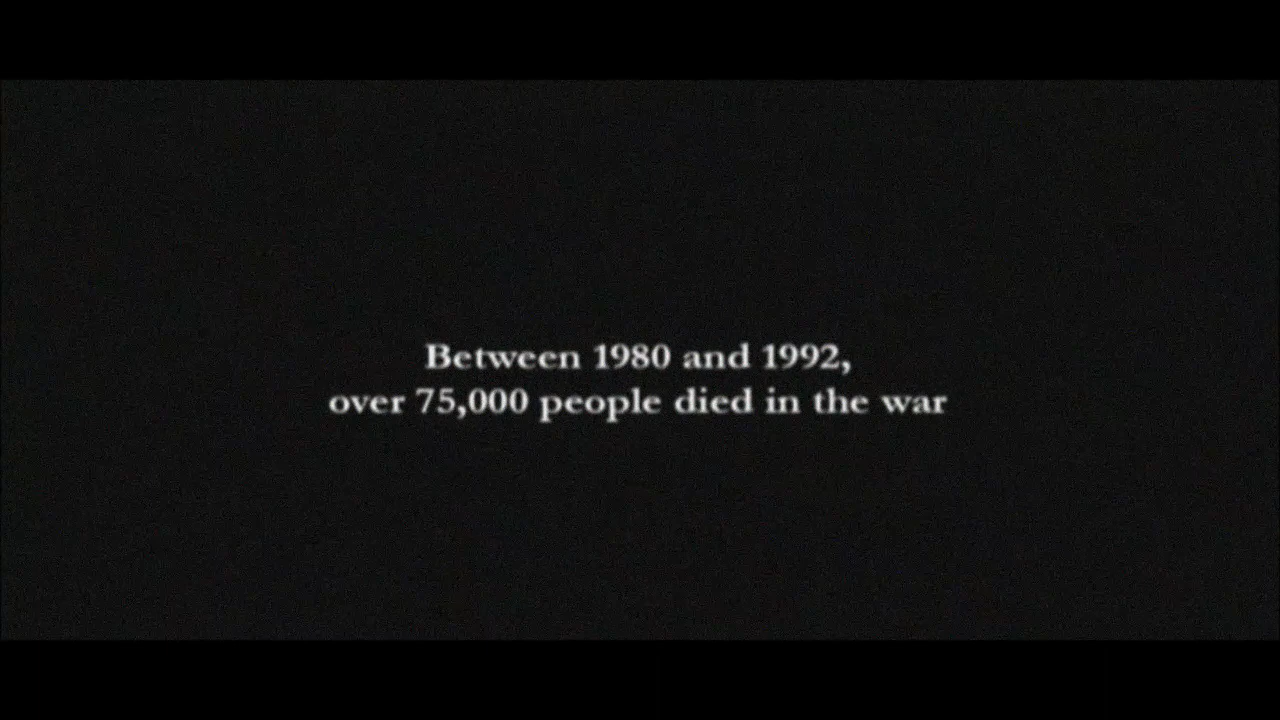 Between 1980 and 1992,
over 75,000 people died in the war